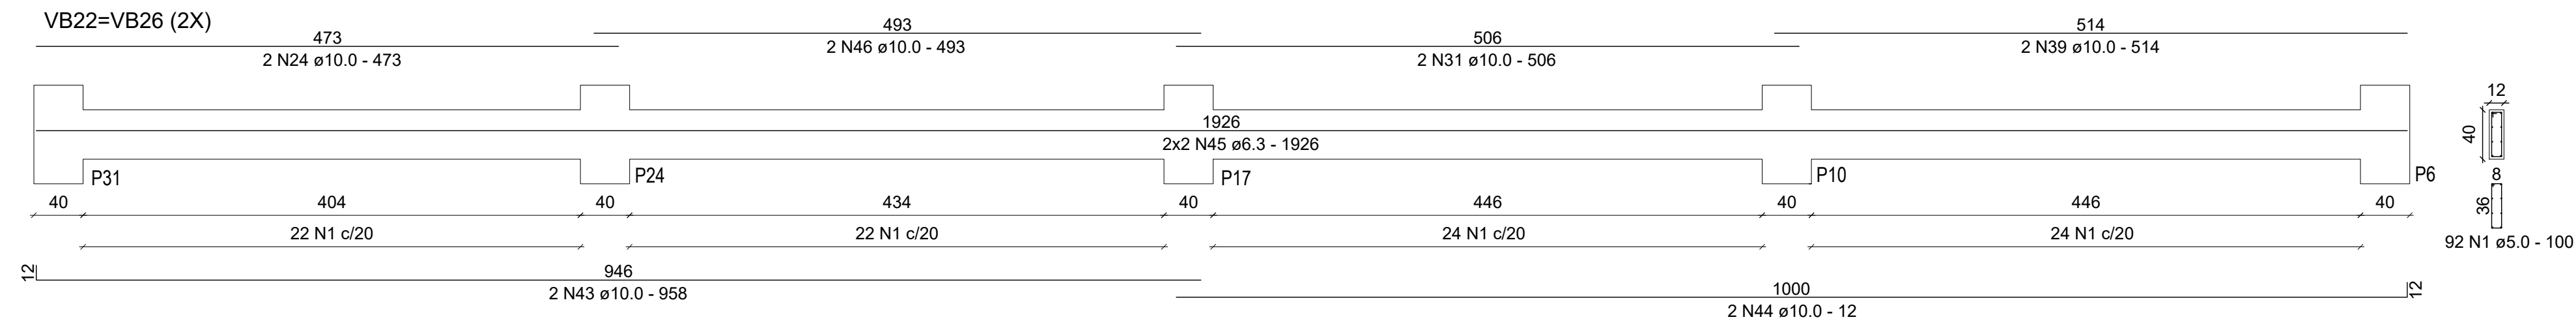 VB22=VB26 (2X)
473
2 N24 ø10.0 - 473
493
2 N46 ø10.0 - 493
506
2 N31 ø10.0 - 506
514
2 N39 ø10.0 - 514
1926
2x2 N45 ø6.3 - 1926
P31
P24
P17
P10
P6
40
404
40
434
40
446
40
446
40
22 N1 c/20
22 N1 c/20
24 N1 c/20
24 N1 c/20
12
946
2 N43 ø10.0 - 958
1000
12
2 N44 ø10.0 - 12
12
40
8
36
92 N1 ø5.0 - 100